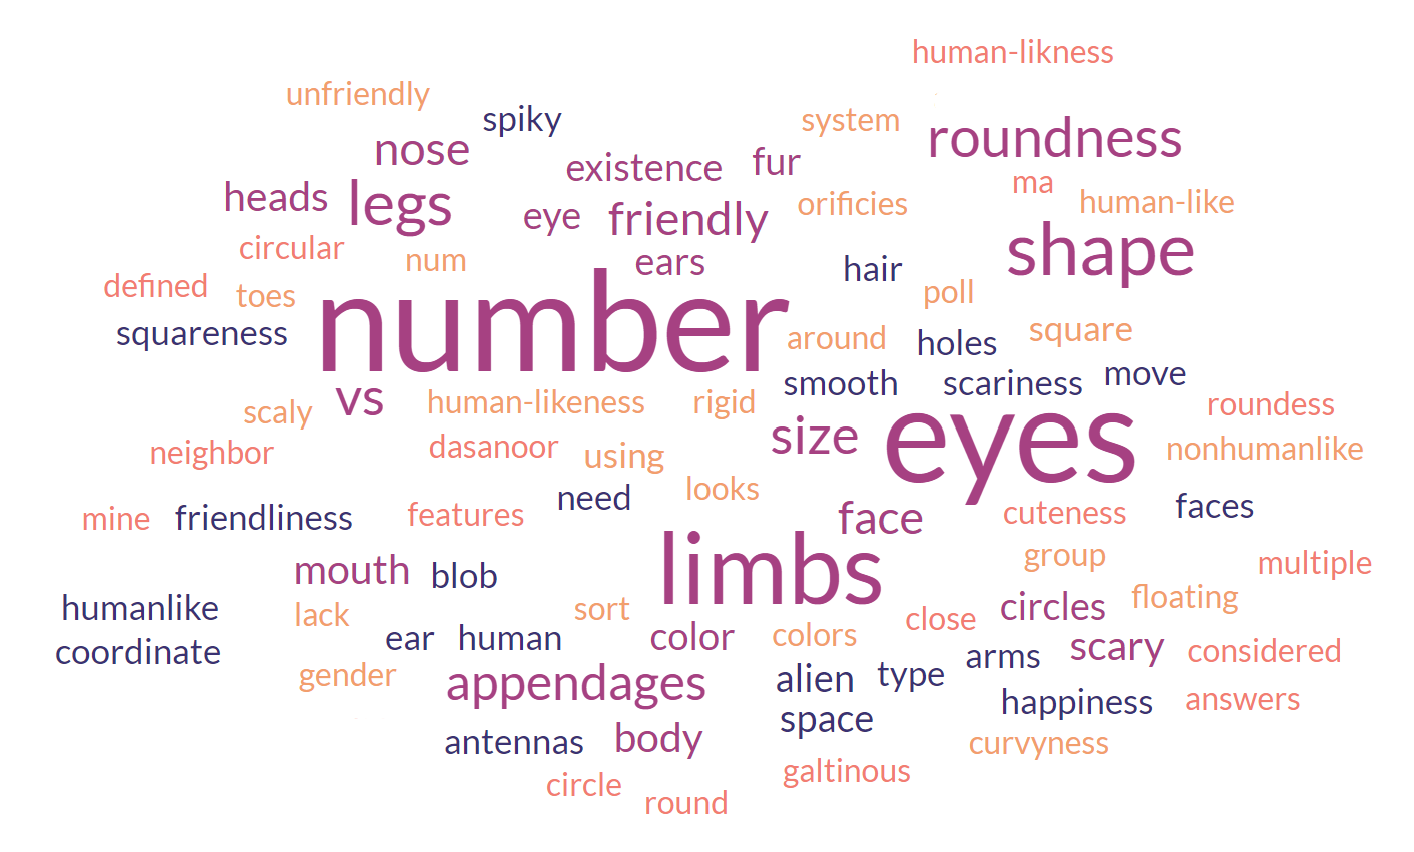 human-likness
unfriendly
spiky
system
roundness
nose
existence
fur
ma
heads
legs
eye
friendly
orificies
human-like
circular
num
ears
hair
shape
defined
toes
number
poll
squareness
around
holes
square
vs
human-likeness
rigid
smooth
scariness
move
scaly
size
eyes
roundess
neighbor
dasanoor
using
nonhumanlike
looks
need
mine
friendliness
features
face
cuteness
faces
mouth
blob
limbs
group
multiple
humanlike
lack
sort
close
circles
floating
coordinate
ear
human
color
colors
arms
scary
considered
gender
appendages
alien
type
happiness
answers
antennas
body
space
curvyness
circle
round
galtinous